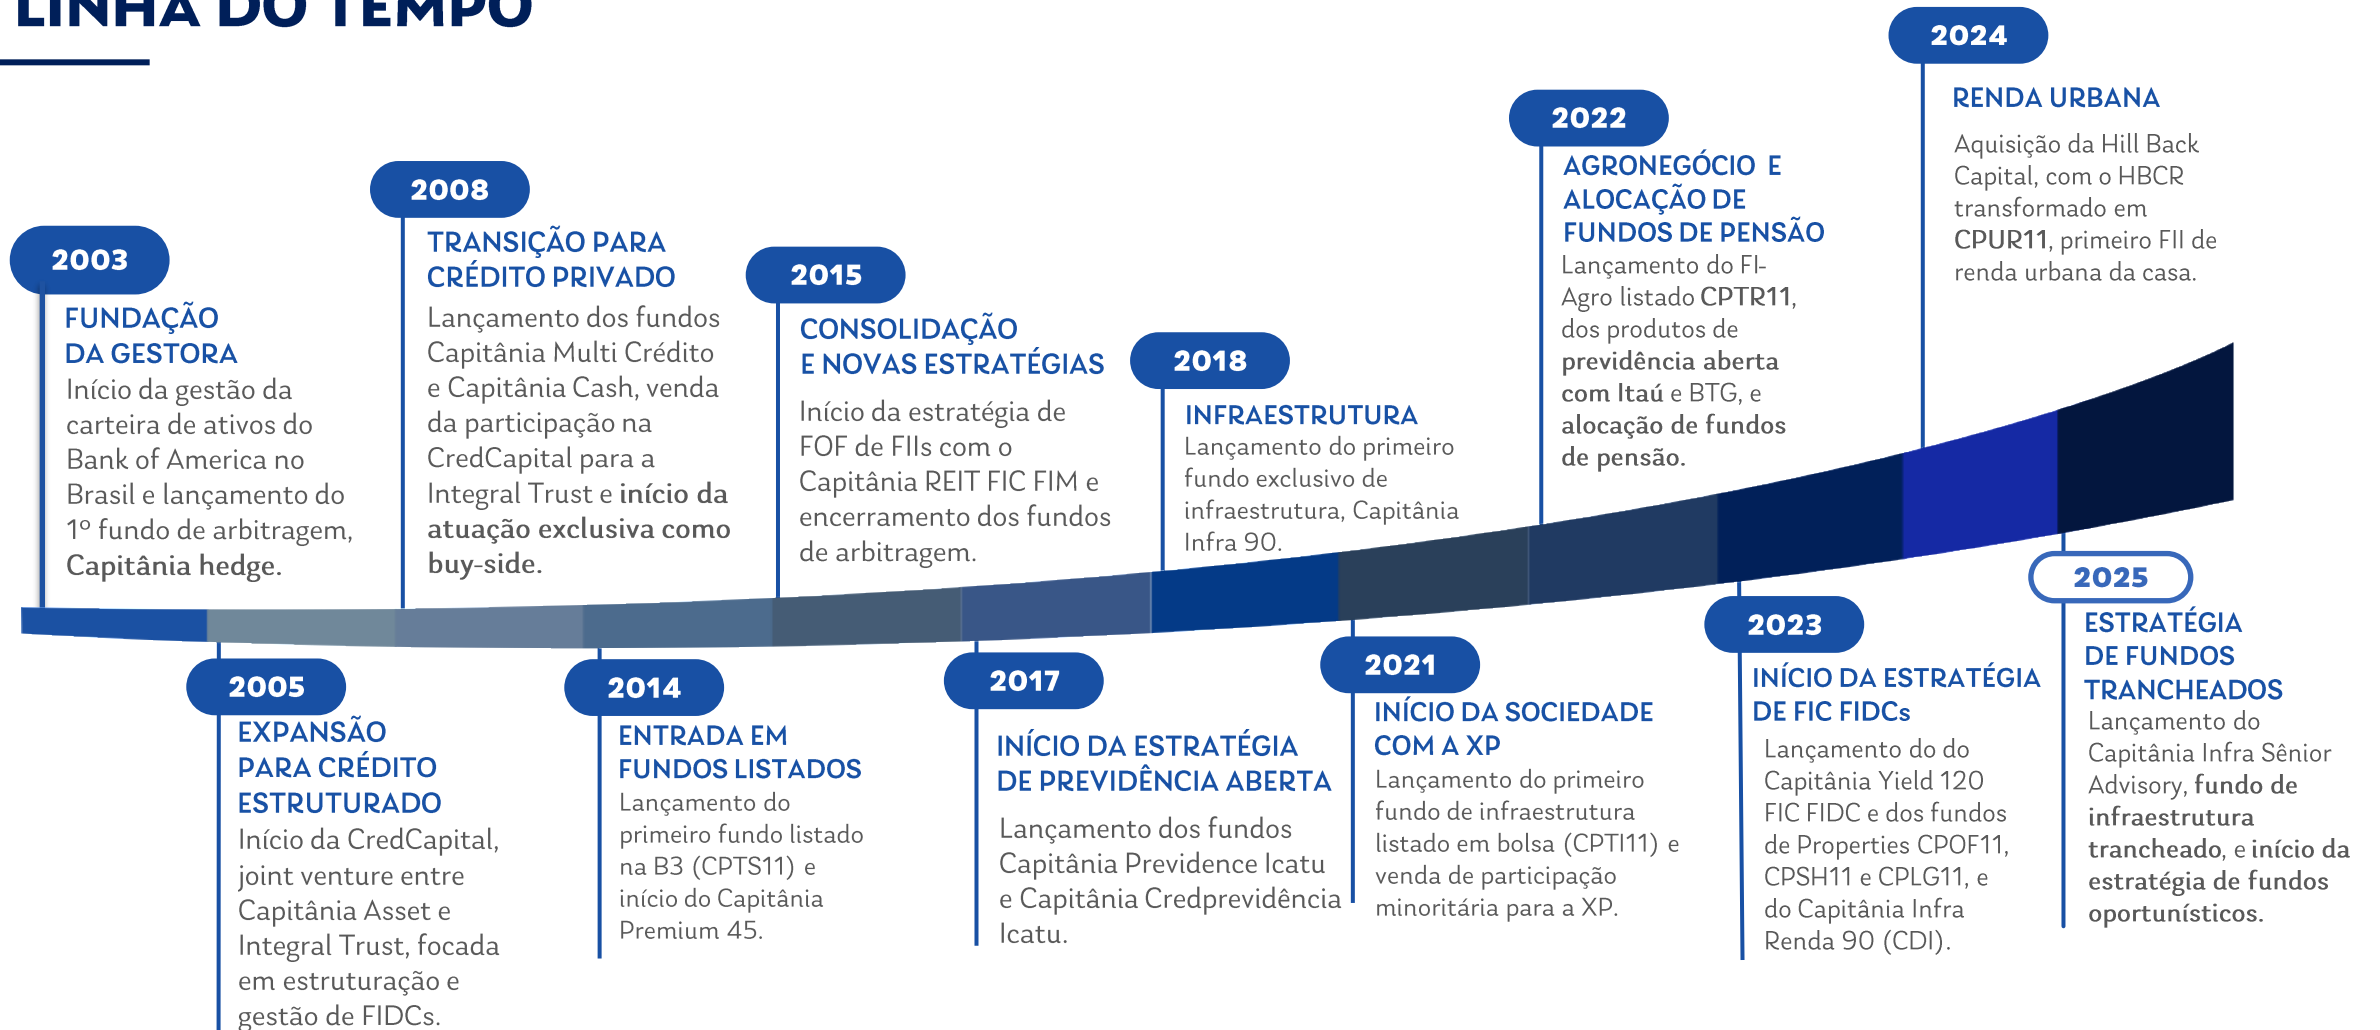 LINHA DO TEMPO
2003
FUNDAÇÃO
DA GESTORA
Início da gestão da
carteira de ativos do
Bank of America no
Brasil e lançamento do
1º fundo de arbitragem,
Capitânia hedge.
2005
EXPANSÃO
PARA CRÉDITO
ESTRUTURADO
Início da CredCapital,
joint venture entre
Capitânia Asset e
Integral Trust, focada
em estruturação e
gestão de FIDCs.
2008
TRANSIÇÃO PARA
CRÉDITO PRIVADO
Lançamento dos fundos
Capitânia Multi Crédito
e Capitânia Cash, venda
da participação na
CredCapital para a
Integral Trust e início da
atuação exclusiva como
buy-side.
2014
ENTRADA EM
FUNDOS LISTADOS
Lançamento do
primeiro fundo listado
na B3 (CPTS11) e
início do Capitânia
Premium 45.
2015
CONSOLIDAÇÃO
E NOVAS ESTRATÉGIAS
Início da estratégia de
FOF de FIIs com o
Capitânia REIT FIC FIM e
encerramento dos fundos
de arbitragem.
2017
INÍCIO DA ESTRATÉGIA
DE PREVIDÊNCIA ABERTA
Lançamento dos fundos
Capitânia Previdence Icatu
e Capitânia Credprevidência
Icatu.
2018
INFRAESTRUTURA
Lançamento do primeiro
fundo exclusivo de
infraestrutura, Capitânia
Infra 90.
2021
INÍCIO DA SOCIEDADE
COM A XP
Lançamento do primeiro
fundo de infraestrutura
listado em bolsa (CPTI11) e
venda de participação
minoritária para a XP.
2022
AGRONEGÓCIO E
ALOCAÇÃO DE
FUNDOS DE PENSÃO
Lançamento do FI-
Agro listado CPTR11,
dos produtos de
previdência aberta
com Itaú e BTG, e
alocação de fundos
de pensão.
2023
INÍCIO DA ESTRATÉGIA
DE FIC FIDCs
Lançamento do do
Capitânia Yield 120
FIC FIDC e dos fundos
de Properties CPOF11,
CPSH11 e CPLG11, e
do Capitânia Infra
Renda 90 (CDI).
2024
RENDA URBANA
Aquisição da Hill Back
Capital, com o HBCR
transformado em
CPUR11, primeiro FII de
renda urbana da casa.
2025
ESTRATÉGIA
DE FUNDOS
TRANCHEADOS
Lançamento do
Capitânia Infra Sênior
Advisory, fundo de
infraestrutura
trancheado, e início da
estratégia de fundos
oportunísticos.